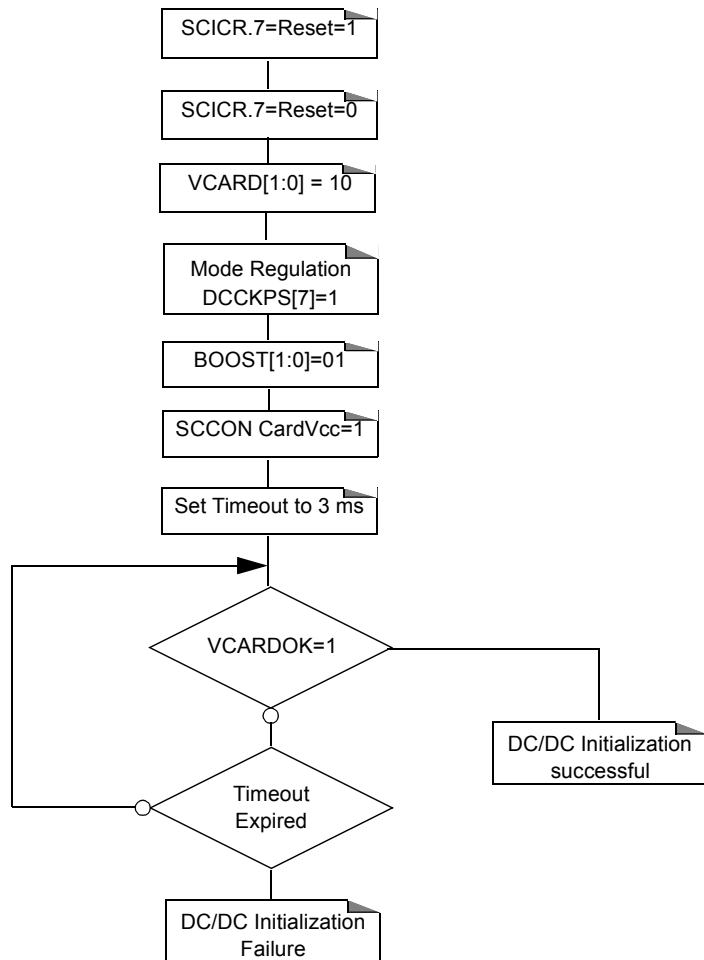 SCICR.7=Reset=1
SCICR.7=Reset=0
VCARD[1:0] = 10
Mode Regulation
DCCKPS[7]=1
BOOST[1:0]=01
SCCON CardVcc=1
Set Timeout to 3 ms
VCARDOK=1
DC/DC Initialization
successful
Timeout
Expired
DC/DC Initialization
Failure